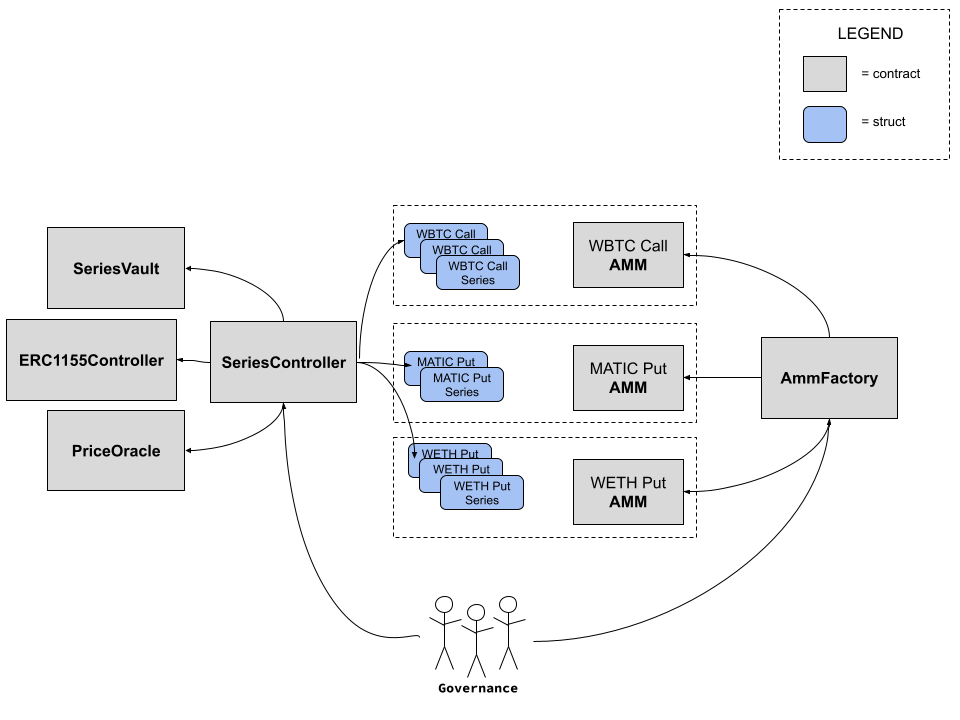 LEGEND
= contract
= struct
SeriesVault
ERC1155Controller
PriceOracle
SeriesController
WBTC Call
WBTC Call
WBTC Call
Series
WBTC Call
AMM
MATIC Put
MATIC Put
Series
MATIC Put
AMM
WETH Put
WETH Put
WETH Put
Series
WETH Put
AMM
AmmFactory
Governance